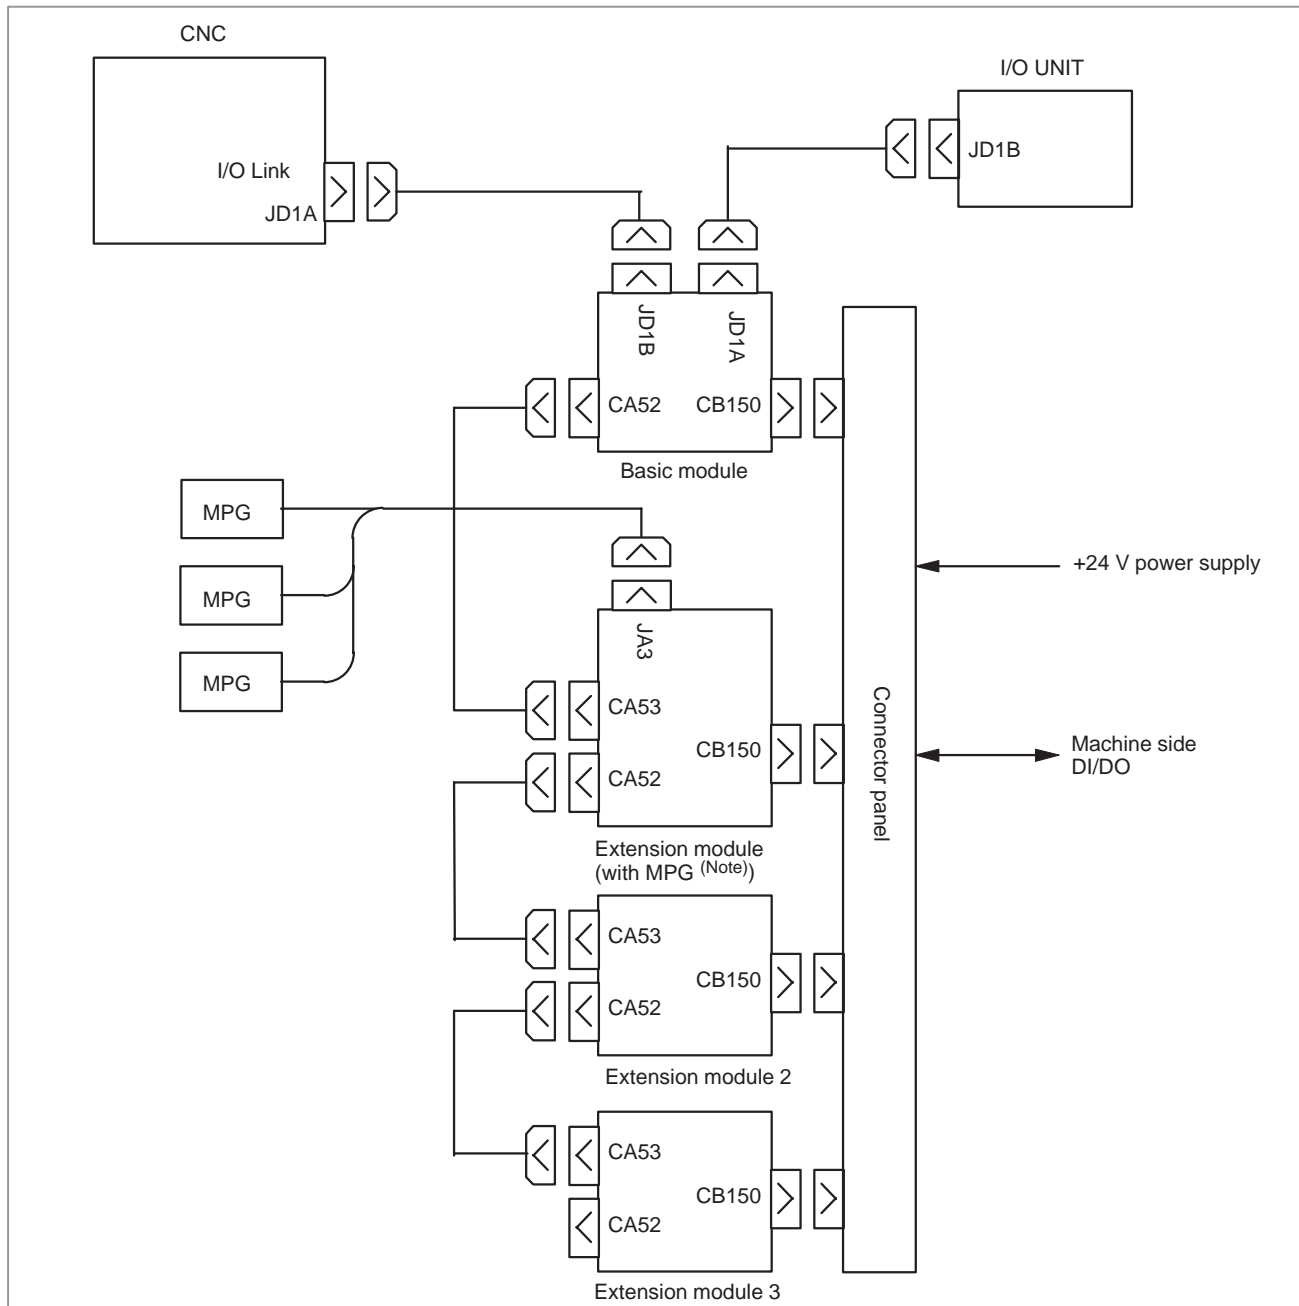 CNC
I/O UNIT
I/O Link
JD1A
JD1B
JD1B
JD1A
CA52
CB150
Basic module
MPG
MPG
MPG
+24 V power supply
JA3
CA53
CB150
CA52
Connector panel
Machine side
DI/DO
Extension module
(with MPG (Note))
CA53
CB150
CA52
Extension module 2
CA53
CB150
CA52
Extension module 3